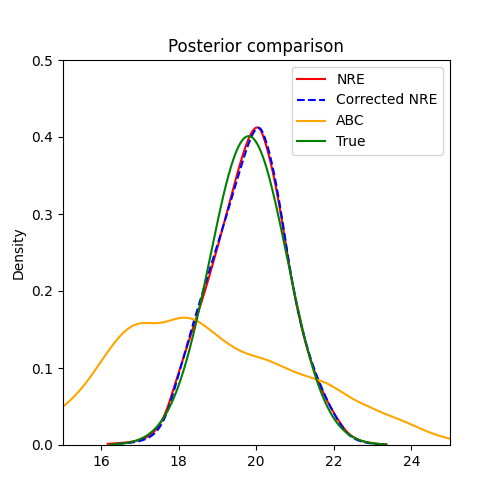 Posterior comparison
NRE
Corrected NRE
ABC
True
Density
0.5
0.4
0.3
0.2
0.1
0.0
16 18 20 22 24